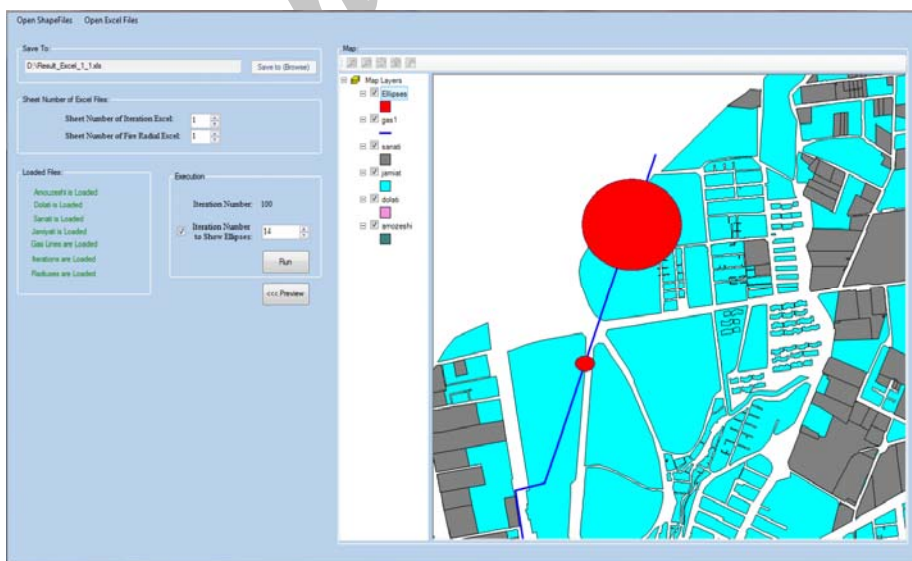 Open ShapeFiles Open Excel Files
Save To:
D:\Result_Excel_1_1.xls
Save to (Browse)
Sheet Number of Excel Files:
Sheet Number of Iteration Excel: 1
Sheet Number of Fire Radial Excel: 1
Loaded Files:
Amouzeshi is Loaded
Dolati is Loaded
Sanati is Loaded
Jamiyati is Loaded
Gas Lines are Loaded
Iterations are Loaded
Radiuses are Loaded
Execution
Iteration Number: 100
Iteration Number
to Show Ellipses: 14
Run
<<< Preview
Map:
Map Layers
Ellipses
gas1
sanati
jamiat
dolati
amozeshi